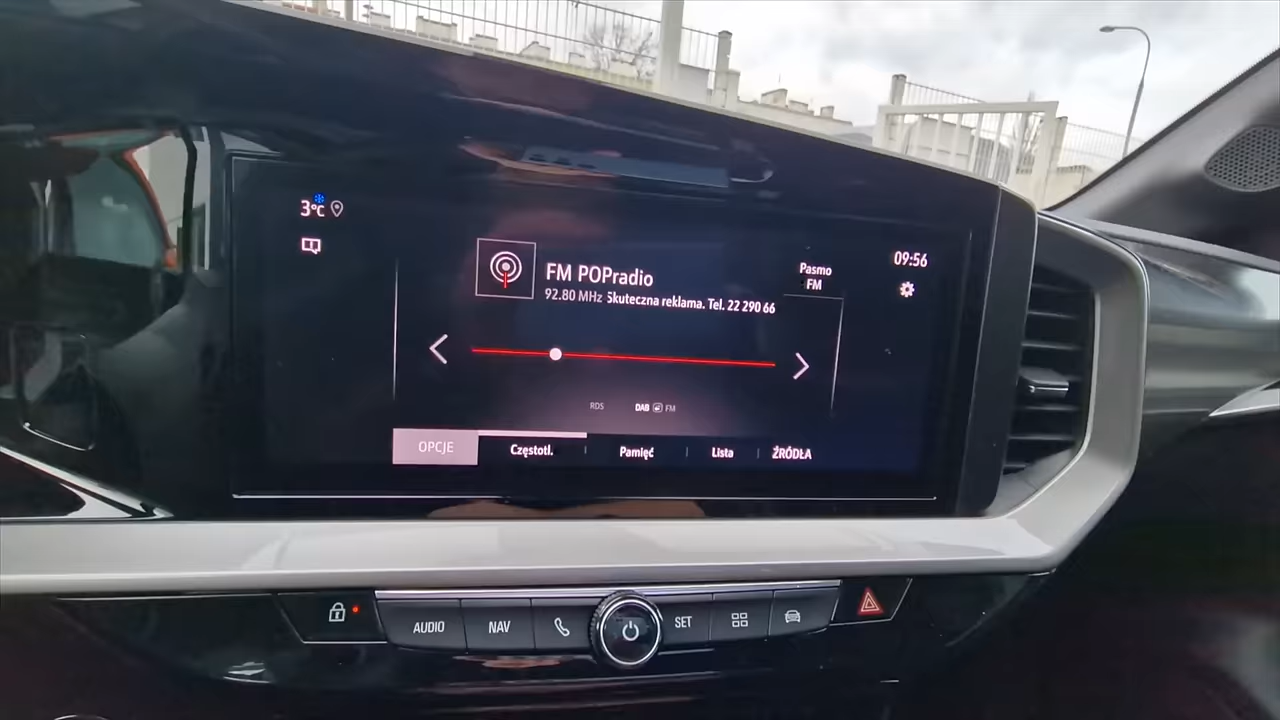 3°C
09:56
FM POPradio
Pasmo
FM
92.80 MHz Skuteczna reklama. Tel. 22 290 66
RDS
DAB FM
OPCJE Częstotl. Pamięć Lista ŹRÓDŁA
AUDIO NAV SET